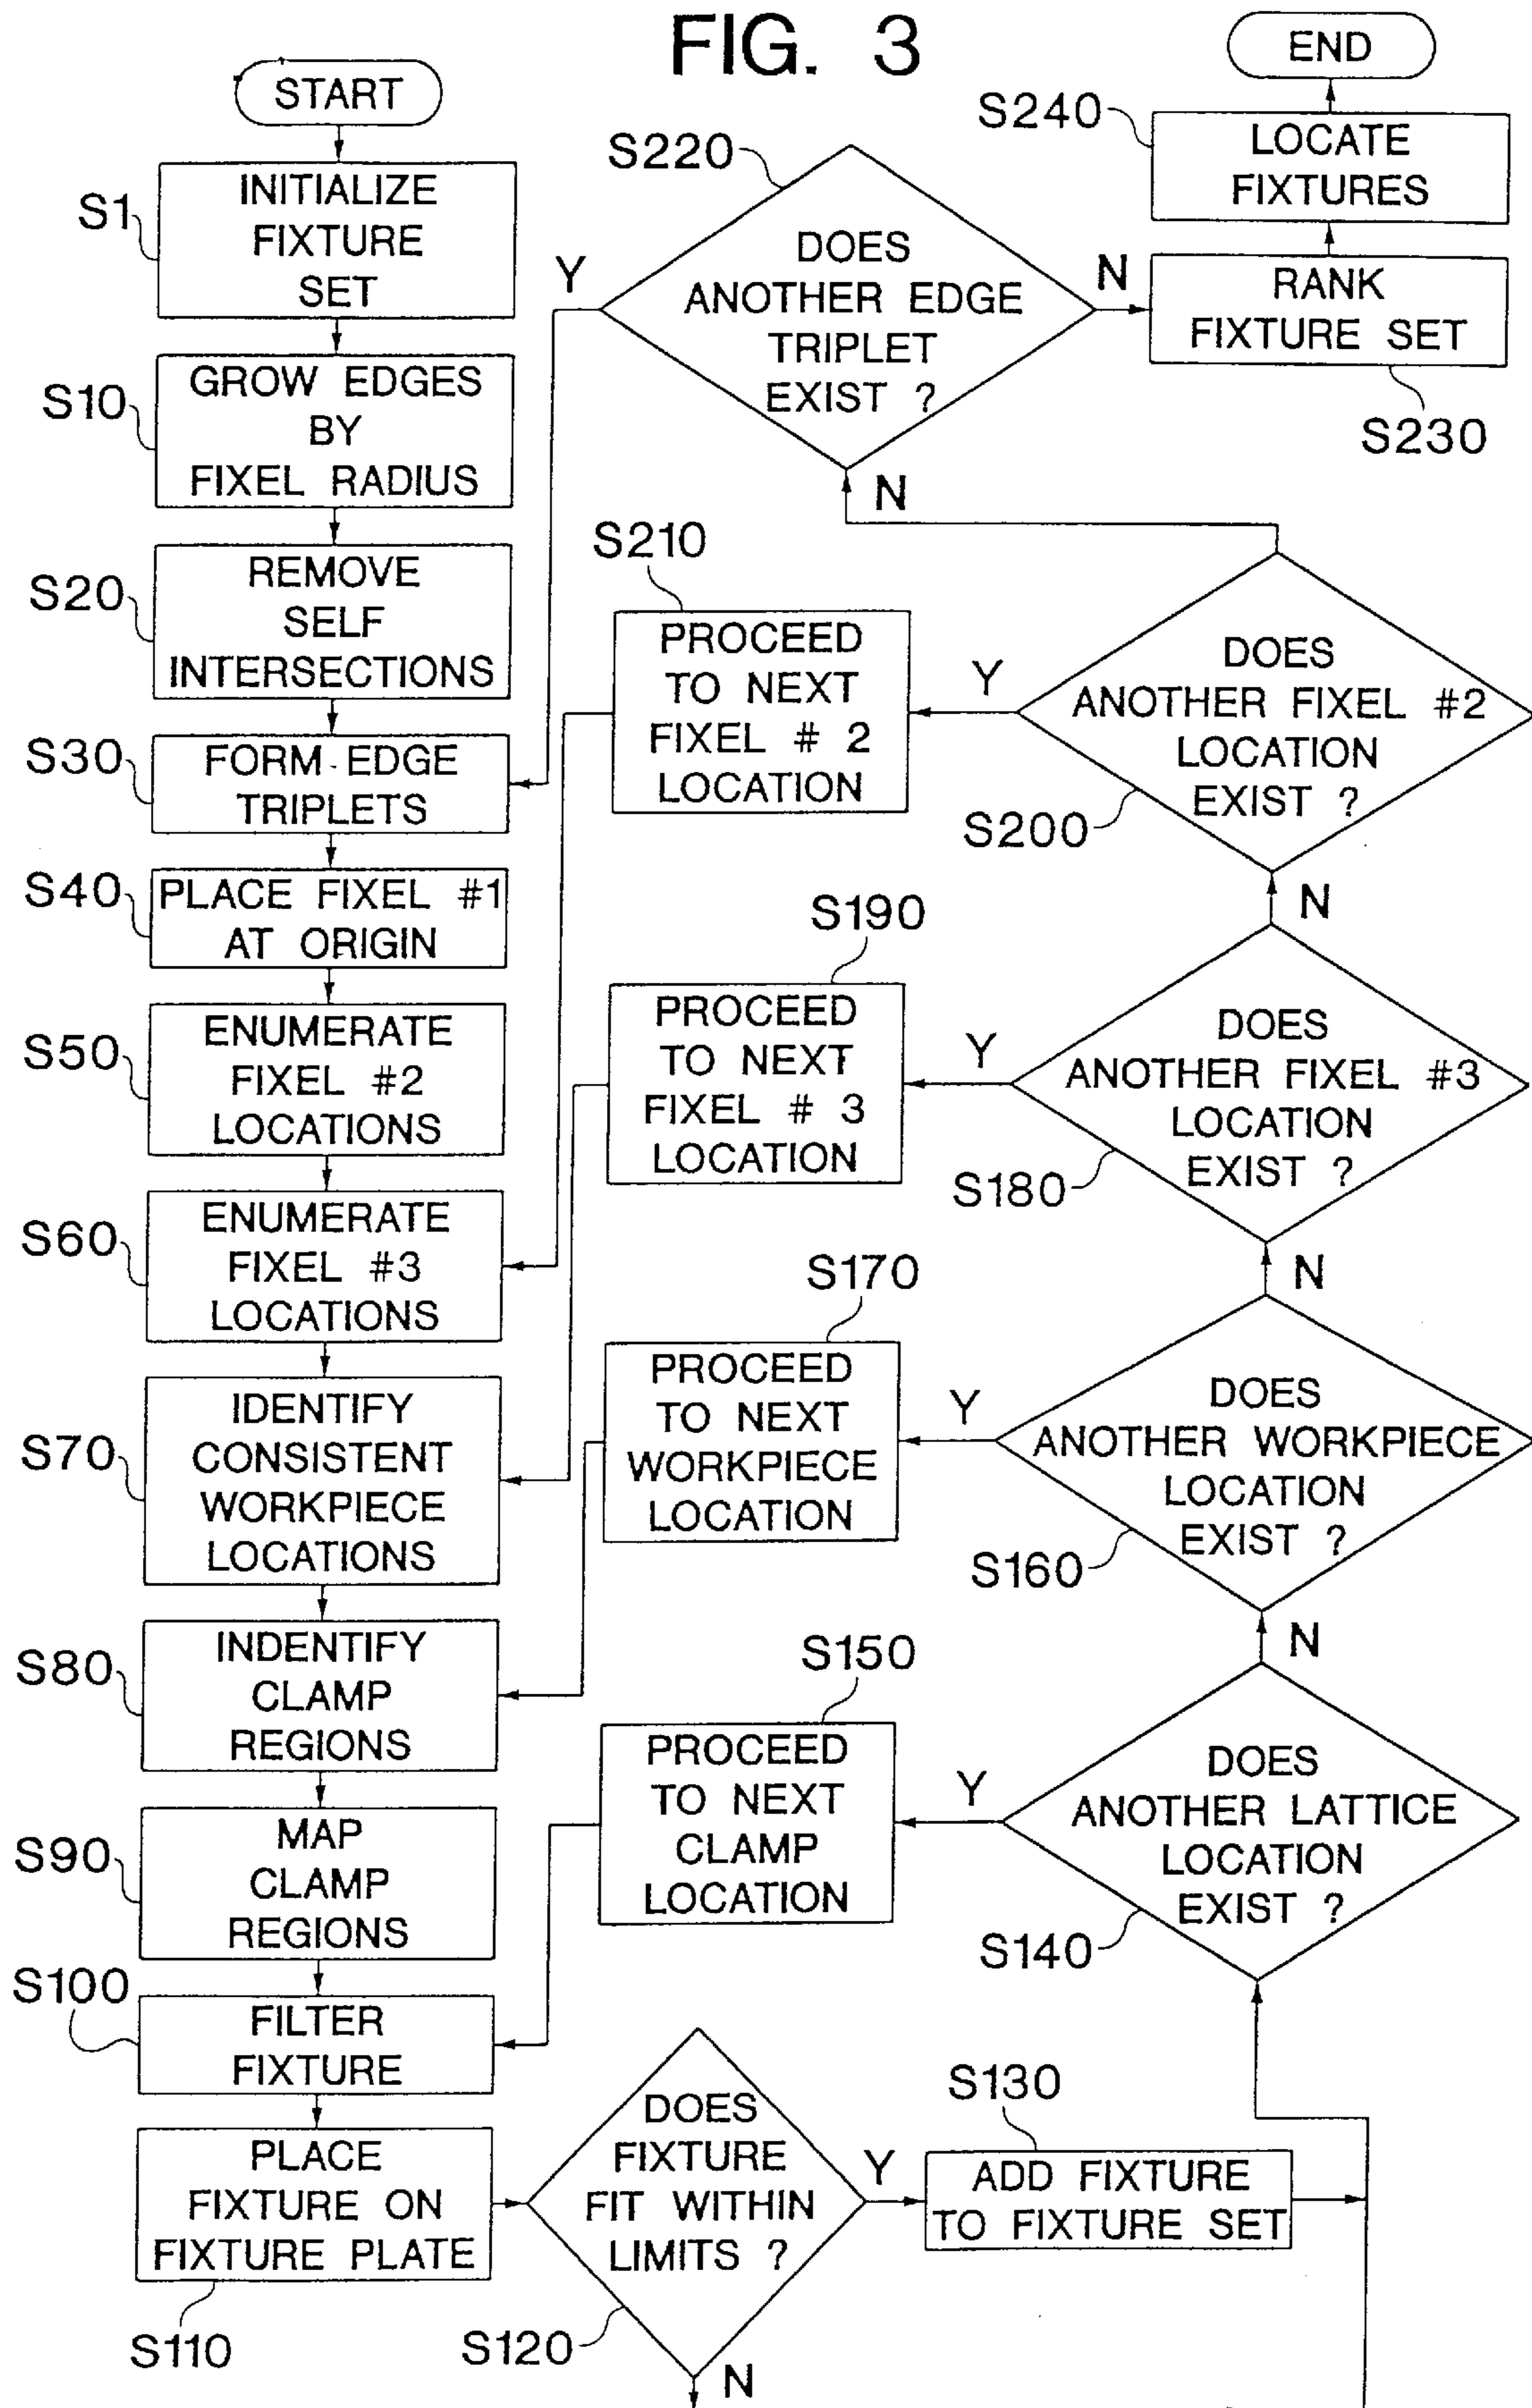 FIG. 3
START
S1
INITIALIZE
FIXTURE
SET
S10
GROW EDGES
BY
FIXEL RADIUS
S20
REMOVE
SELF
INTERSECTIONS
S30
FORM EDGE
TRIPLETS
S40
PLACE FIXEL #1
AT ORIGIN
S50
ENUMERATE
FIXEL #2
LOCATIONS
S60
ENUMERATE
FIXEL #3
LOCATIONS
S70
IDENTIFY
CONSISTENT
WORKPIECE
LOCATIONS
S80
INDENTIFY
CLAMP
REGIONS
S90
MAP
CLAMP
REGIONS
S100
FILTER
FIXTURE
PLACE
FIXTURE ON
FIXTURE PLATE
S110
DOES
FIXTURE
FIT WITHIN
LIMITS ?
S120
Y
N
S130
ADD FIXTURE
TO FIXTURE SET
DOES
ANOTHER LATTICE
LOCATION
EXIST ?
S140
Y
N
S150
PROCEED
TO NEXT
CLAMP
LOCATION
DOES
ANOTHER WORKPIECE
LOCATION
EXIST ?
S160
Y
N
S170
PROCEED
TO NEXT
WORKPIECE
LOCATION
DOES
ANOTHER FIXEL #3
LOCATION
EXIST ?
S180
Y
N
S190
PROCEED
TO NEXT
FIXEL # 3
LOCATION
DOES
ANOTHER FIXEL #2
LOCATION
EXIST ?
S200
Y
N
S210
PROCEED
TO NEXT
FIXEL # 2
LOCATION
S220
DOES
ANOTHER EDGE
TRIPLET
EXIST ?
Y
N
RANK
FIXTURE SET
S230
S240
LOCATE
FIXTURES
END